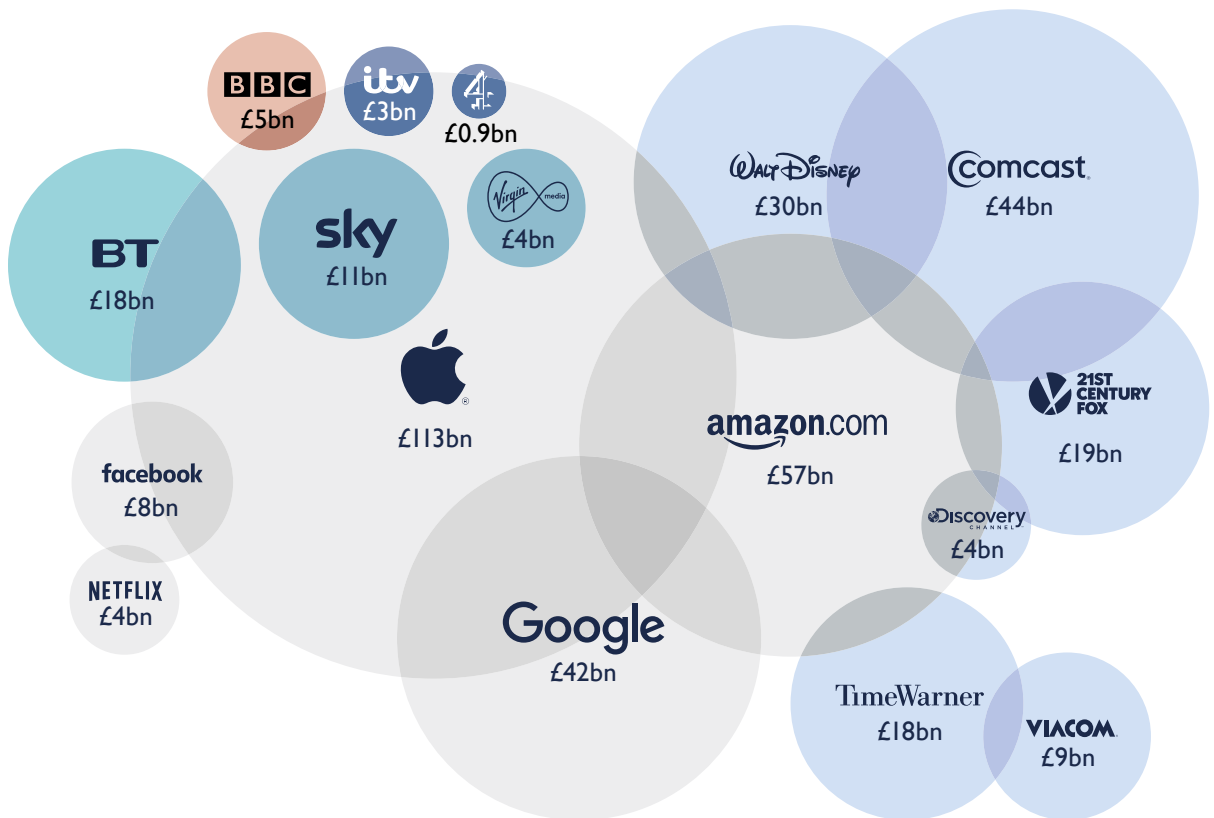 BBC
£5bn
itv
£3bn
4
£0.9bn
BT
£18bn
sky
£11bn
Virgin media
£4bn
WALT DISNEY
£30bn
comcast.
£44bn
£113bn
amazon.com
£57bn
21ST
CENTURY
FOX
£19bn
facebook
£8bn
Discovery
CHANNEL
£4bn
NETFLIX
£4bn
Google
£42bn
TimeWarner
£18bn
VIACOM
£9bn